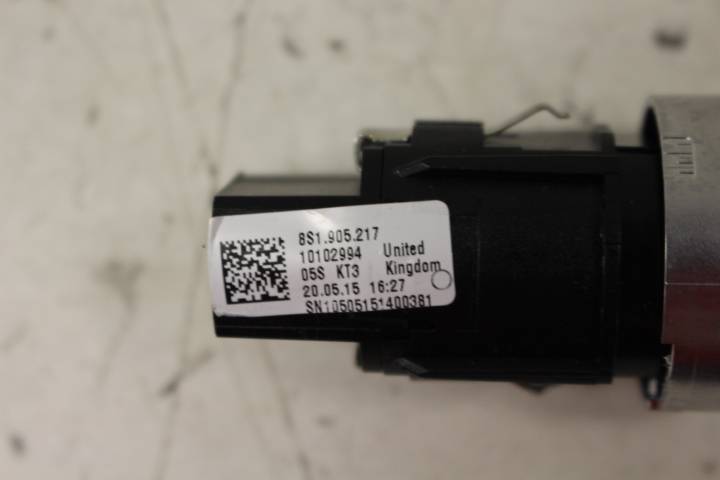 8S1.905.217
10102994 United
05S KT3 Kingdom
20.05.15 16:27
SN10505151400381